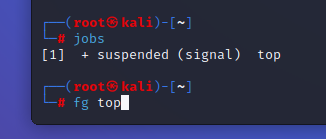 ┌──(root㉿kali)-[~]
└─# jobs
[1]  + suspended (signal)  top
┌──(root㉿kali)-[~]
└─# fg top